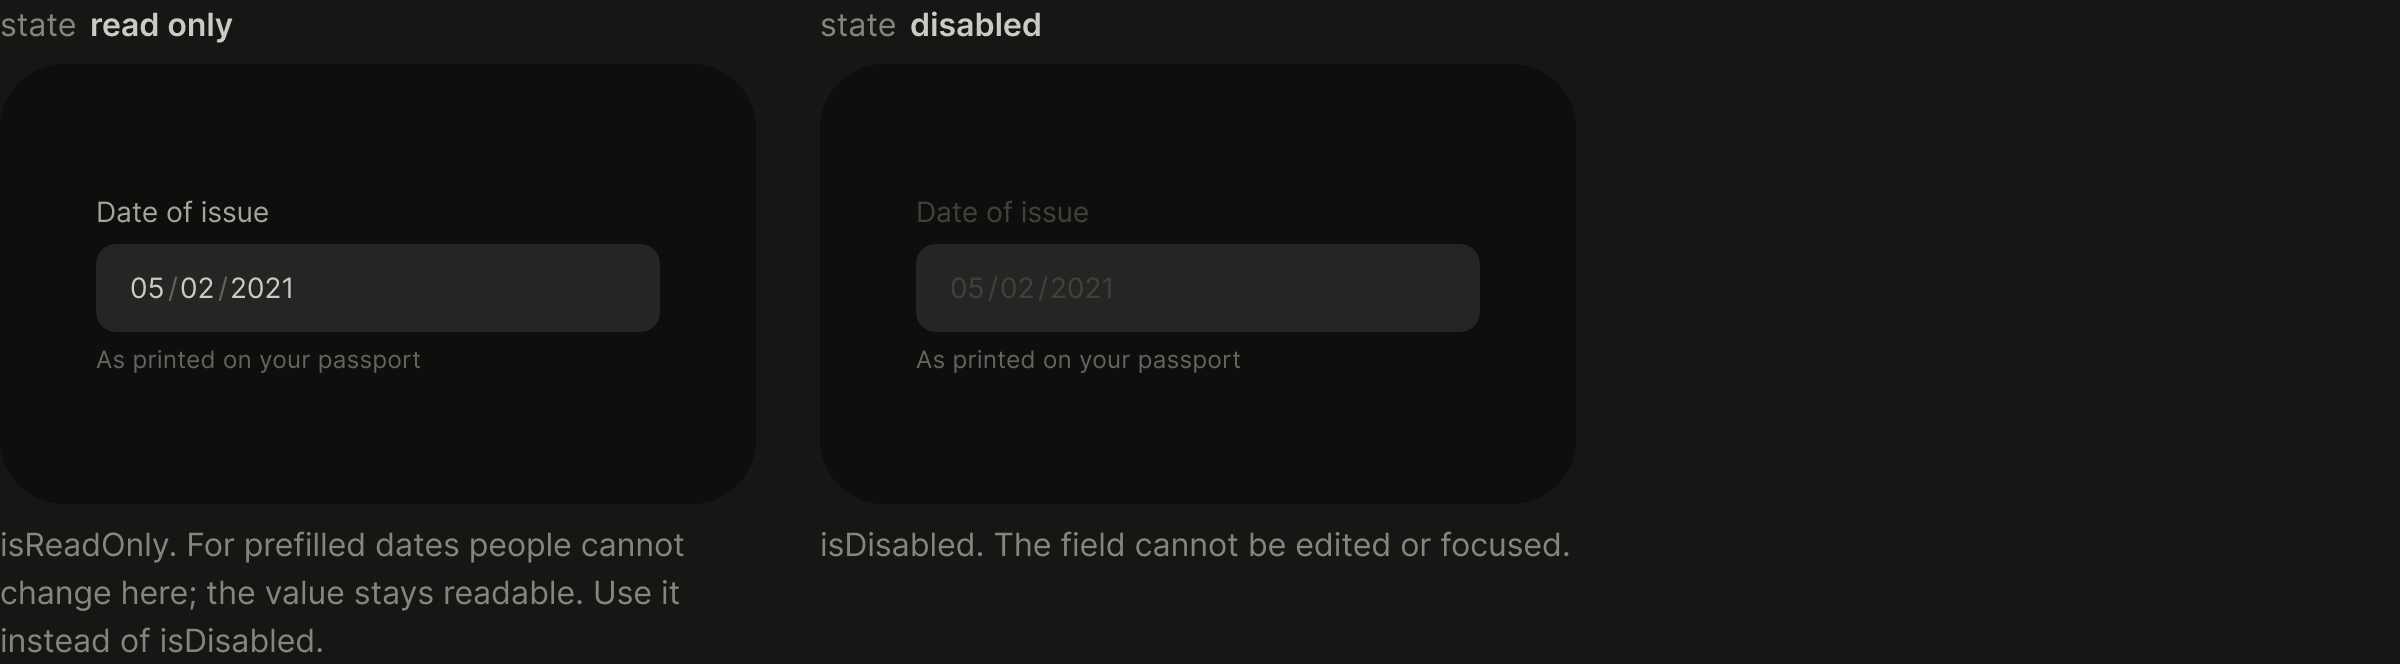 state read only
Date of issue
05/02/2021
As printed on your passport
isReadOnly. For prefilled dates people cannot
change here; the value stays readable. Use it
instead of isDisabled.
state disabled
Date of issue
05/02/2021
As printed on your passport
isDisabled. The field cannot be edited or focused.